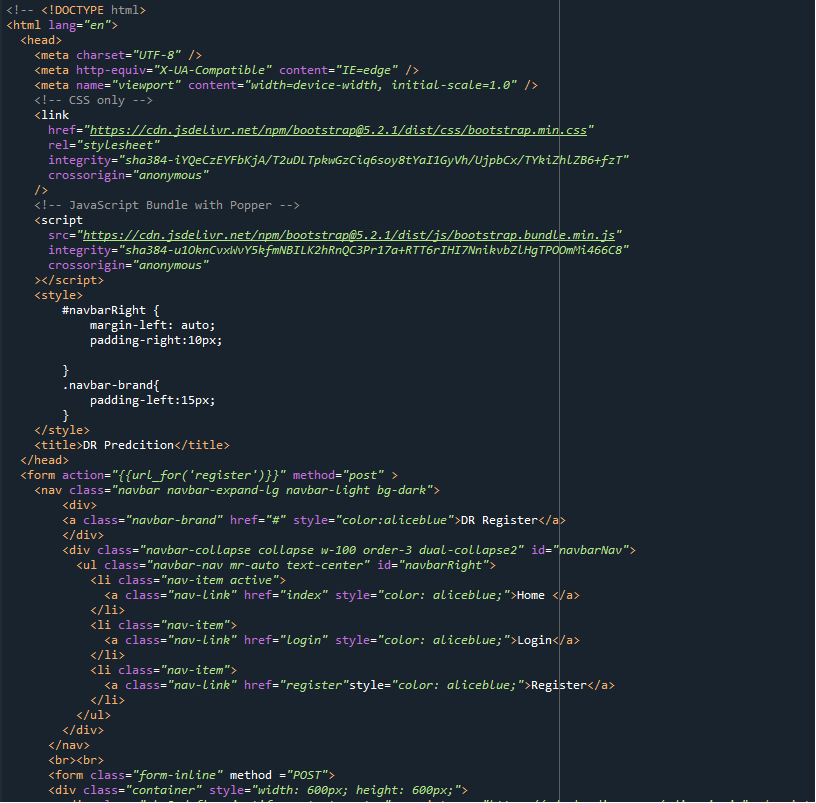 <!-- <!DOCTYPE html>
<html lang="en">
<head>
<meta charset="UTF-8" />
<meta http-equiv="X-UA-Compatible" content="IE=edge" />
<meta name="viewport" content="width=device-width, initial-scale=1.0" />
<!-- CSS only -->
<link
href="https://cdn.jsdelivr.net/npm/bootstrap@5.2.1/dist/css/bootstrap.min.css"
rel="stylesheet"
integrity="sha384-iYQeCzEYFbKjA/T2uDLTpkwGzCiq6soy8tYaI1GyVh/UjpbCx/TYkiZhlZB6+fzT"
crossorigin="anonymous"
/>
<!-- JavaScript Bundle with Popper -->
<script
src="https://cdn.jsdelivr.net/npm/bootstrap@5.2.1/dist/js/bootstrap.bundle.min.js"
integrity="sha384-u1OknCvxWvY5kfmNBILK2hRnQC3Pr17a+RTT6rIHI7NnikvbZlHgTPOOmMi466C8"
crossorigin="anonymous"
></script>
<style>
#navbarRight {
margin-left: auto;
padding-right:10px;
}
.navbar-brand{
padding-left:15px;
}
</style>
<title>DR Predcition</title>
</head>
<form action="{{url_for('register')}}" method="post" >
<nav class="navbar navbar-expand-lg navbar-light bg-dark">
<div>
<a class="navbar-brand" href="#" style="color:aliceblue">DR Register</a>
</div>
<div class="navbar-collapse collapse w-100 order-3 dual-collapse2" id="navbarNav">
<ul class="navbar-nav mr-auto text-center" id="navbarRight">
<li class="nav-item active">
<a class="nav-link" href="index" style="color: aliceblue;">Home </a>
</li>
<li class="nav-item">
<a class="nav-link" href="login" style="color: aliceblue;">Login</a>
</li>
<li class="nav-item">
<a class="nav-link" href="register"style="color: aliceblue;">Register</a>
</li>
</ul>
</div>
</nav>
<br><br>
<form class="form-inline" method ="POST">
<div class="container" style="width: 600px; height: 600px;">